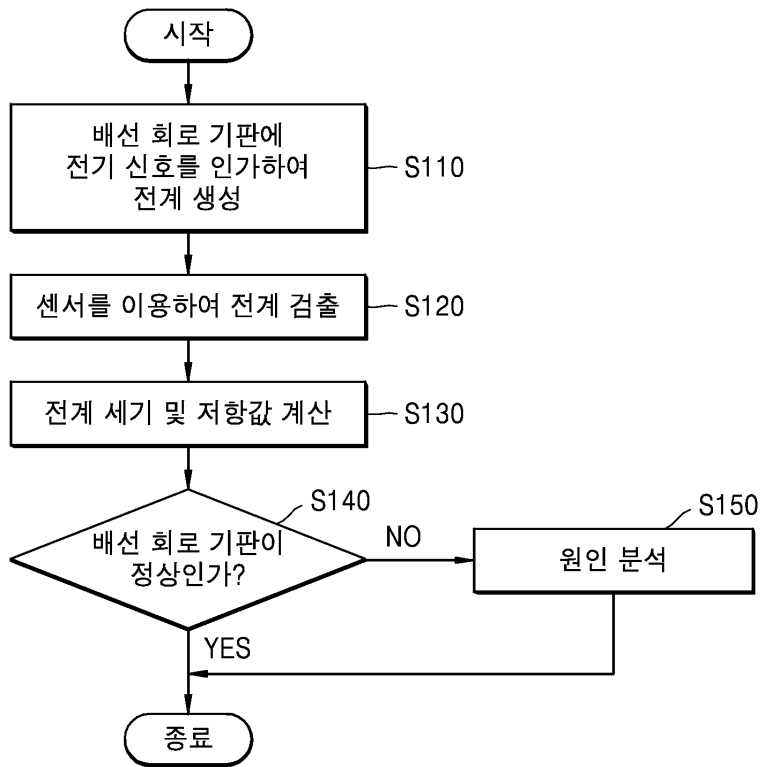 시작
배선 회로 기판에
전기 신호를 인가하여
전계 생성
S110
센서를 이용하여 전계 검출
S120
전계 세기 및 저항값 계산
S130
S140
배선 회로 기판이
정상인가?
NO
S150
원인 분석
YES
종료